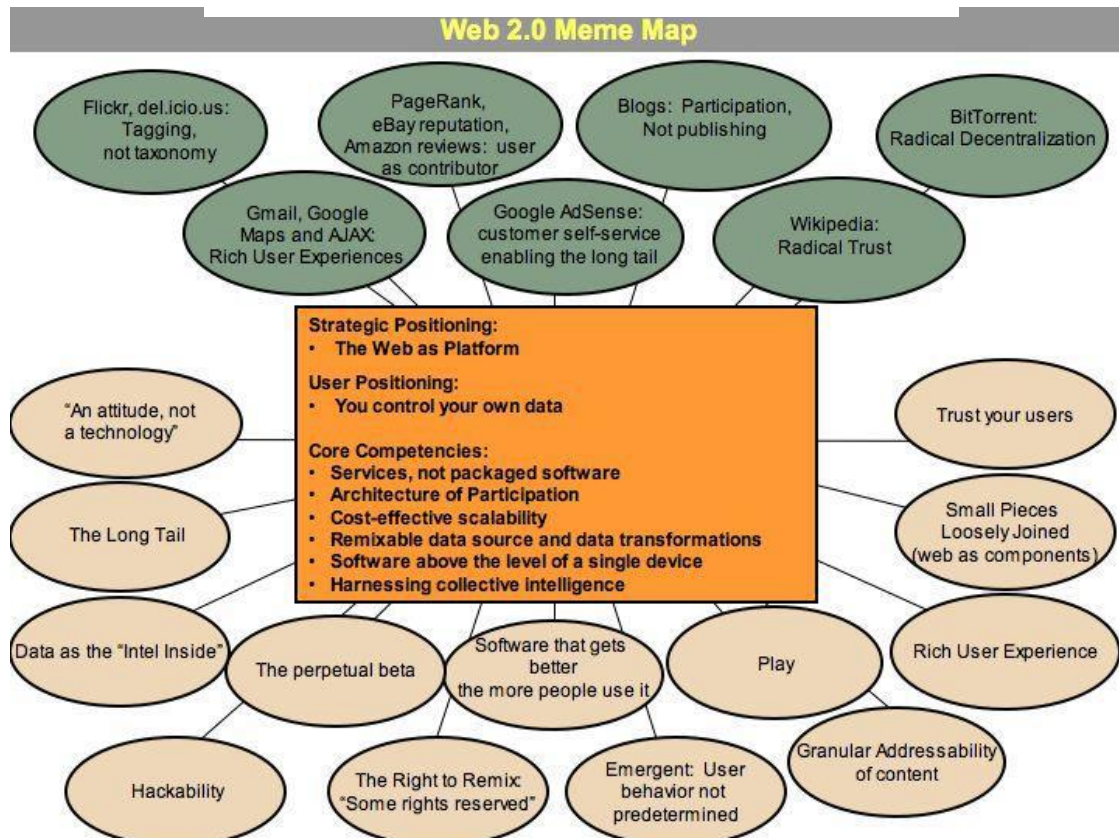 Web 2.0 Meme Map
Flickr, del.icio.us:
Tagging,
not taxonomy
PageRank,
eBay reputation,
Amazon reviews: user
as contributor
Blogs: Participation,
Not publishing
BitTorrent:
Radical Decentralization
Gmail, Google
Maps and AJAX:
Rich User Experiences
Google AdSense:
customer self-service
enabling the long tail
Wikipedia:
Radical Trust
Strategic Positioning:
• The Web as Platform
User Positioning:
• You control your own data
Core Competencies:
• Services, not packaged software
• Architecture of Participation
• Cost-effective scalability
• Remixable data source and data transformations
• Software above the level of a single device
• Harnessing collective intelligence
“An attitude, not
a technology”
Trust your users
The Long Tail
Small Pieces
Loosely Joined
(web as components)
Data as the “Intel Inside”
The perpetual beta
Software that gets
better
the more people use it
Play
Rich User Experience
Hackability
The Right to Remix:
“Some rights reserved”
Emergent: User
behavior not
predetermined
Granular Addressability
of content